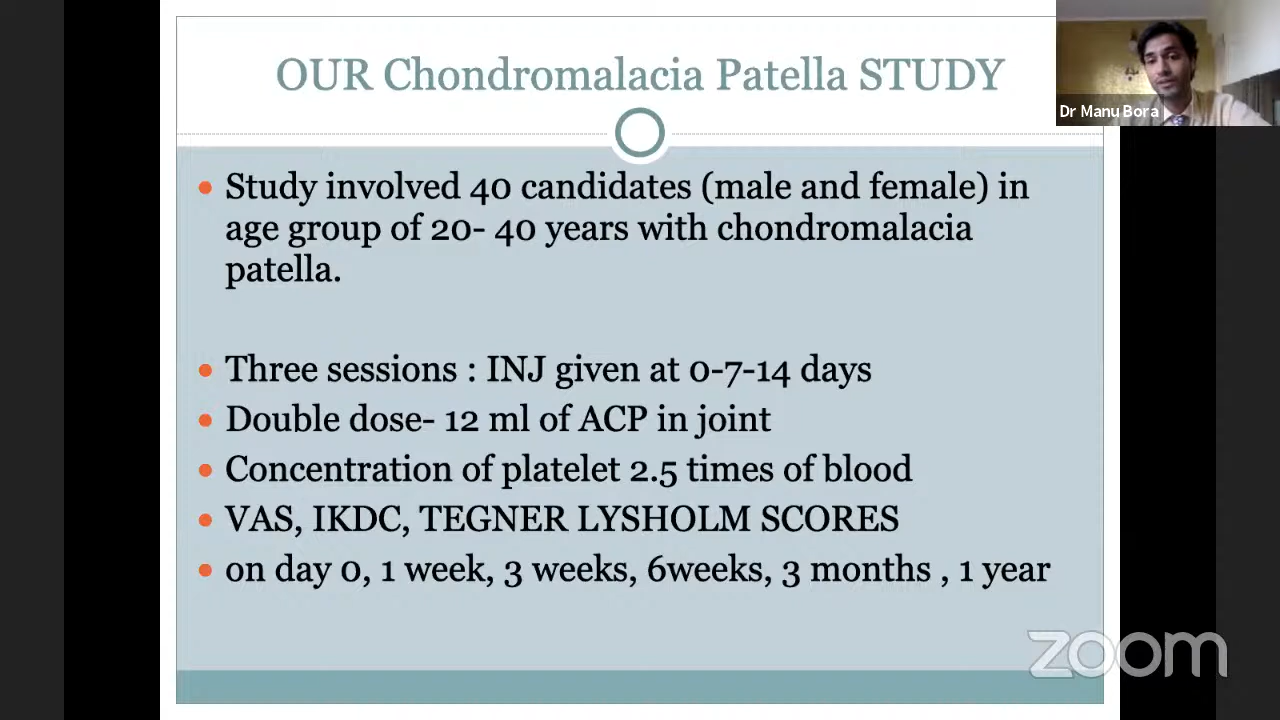 OUR Chondromalacia Patella STUDY
Dr Manu Bora
• Study involved 40 candidates (male and female) in
age group of 20- 40 years with chondromalacia
patella.
• Three sessions : INJ given at 0-7-14 days
• Double dose- 12 ml of ACP in joint
• Concentration of platelet 2.5 times of blood
• VAS, IKDC, TEGNER LYSHOLM SCORES
• on day 0, 1 week, 3 weeks, 6weeks, 3 months , 1 year
zoom